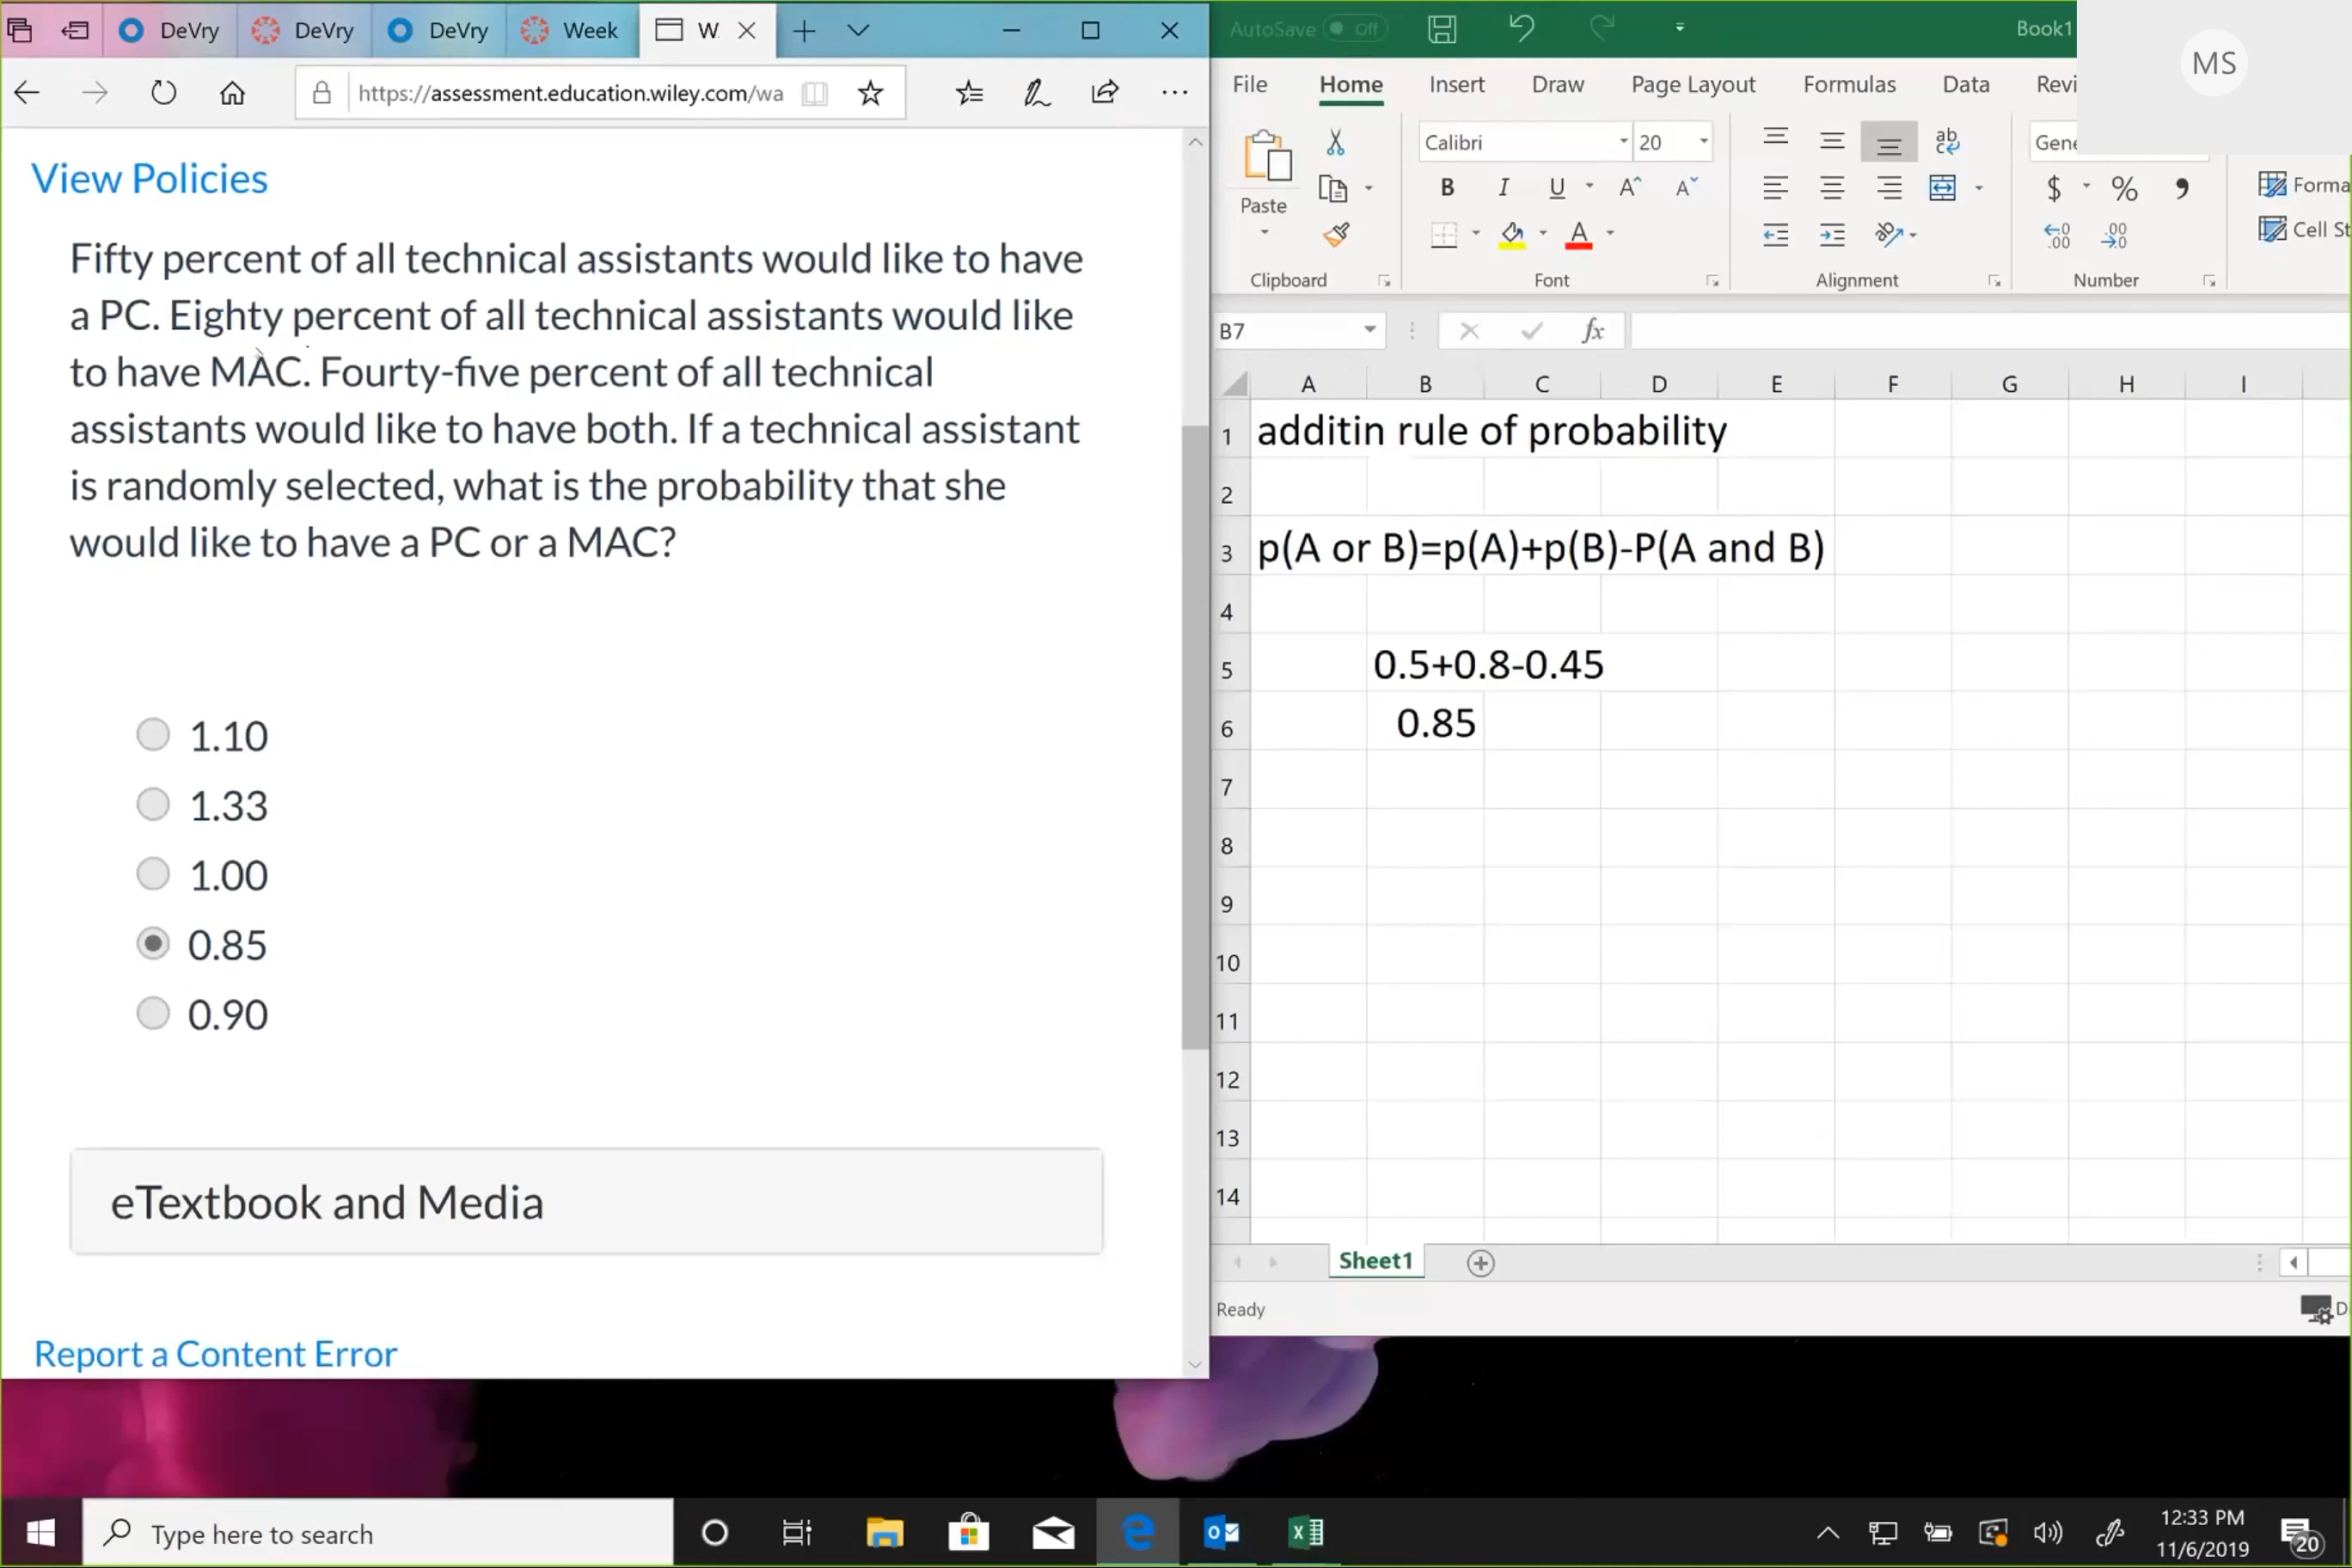 DeVry
DeVry
DeVry
Week
W
https://assessment.education.wiley.com/wa
View Policies
Fifty percent of all technical assistants would like to have
a PC. Eighty percent of all technical assistants would like
to have MAC. Fourty-five percent of all technical
assistants would like to have both. If a technical assistant
is randomly selected, what is the probability that she
would like to have a PC or a MAC?
1.10
1.33
1.00
0.85
0.90
eTextbook and Media
Report a Content Error
AutoSave Off
Book1
MS
File Home Insert Draw Page Layout Formulas Data Revi
Paste
Calibri 20
B I U A A
ab
Gene
$ % 9
Forma
Cell St
Clipboard Font Alignment Number
B7
fx
A B C D E F G H I
1 additin rule of probability
2
3 p(A or B)=p(A)+p(B)-P(A and B)
4
5 0.5+0.8-0.45
6 0.85
7
8
9
10
11
12
13
14
Sheet1
Ready
D
Type here to search
12:33 PM
11/6/2019
20